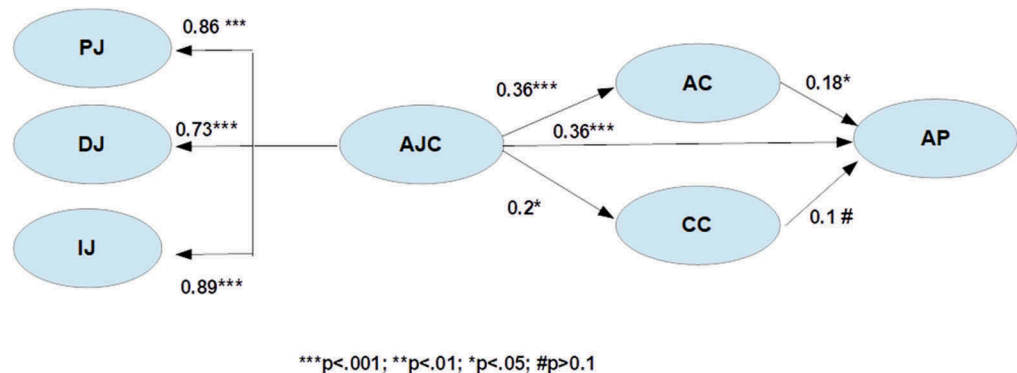 0.86 ***
PJ
0.73***
DJ
IJ
0.89***
AJC
0.36***
AC
0.18*
0.36***
AP
0.2*
CC
0.1 #
***p<.001; **p<.01; *p<.05; #p>0.1